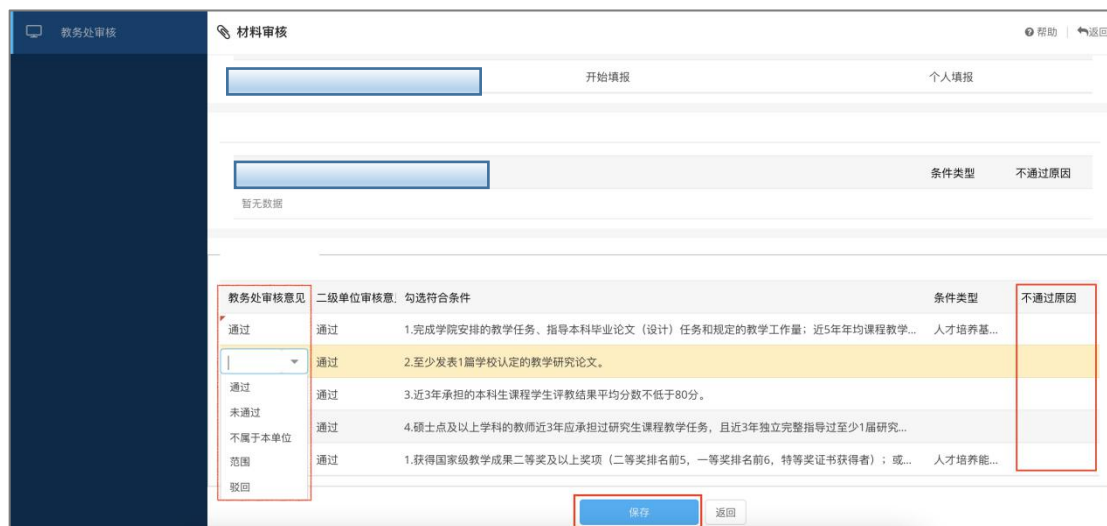 教务处审核
材料审核
帮助
返回
开始填报 个人填报
条件类型 不通过原因
暂无数据
教务处审核意见 二级单位审核意 勾选符合条件 条件类型 不通过原因
通过 通过 1.完成学院安排的教学任务、指导本科毕业论文（设计）任务和规定的教学工作量；近5年年均课程教学... 人才培养基...
通过 2.至少发表1篇学校认定的教学研究论文。
通过
通过 3.近3年承担的本科生课程学生评教结果平均分数不低于80分。
未通过
通过 4.硕士点及以上学科的教师近3年应承担过研究生课程教学任务，且近3年独立完整指导过至少1届研究...
不属于本单位
范围
通过 1.获得国家级教学成果二等奖及以上奖项（二等奖排名前5，一等奖排名前6，特等奖证书获得者）；或... 人才培养能...
驳回
保存 返回